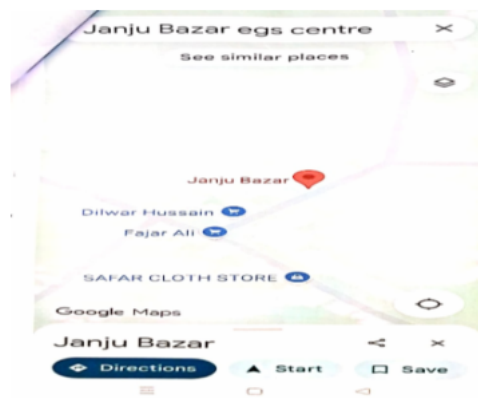 Janju Bazar egs centre
See similar places
Janju Bazar
Dilwar Hussain
Fajar Ali
SAFAR CLOTH STORE
Google Maps
Janju Bazar
Directions
Start
Save